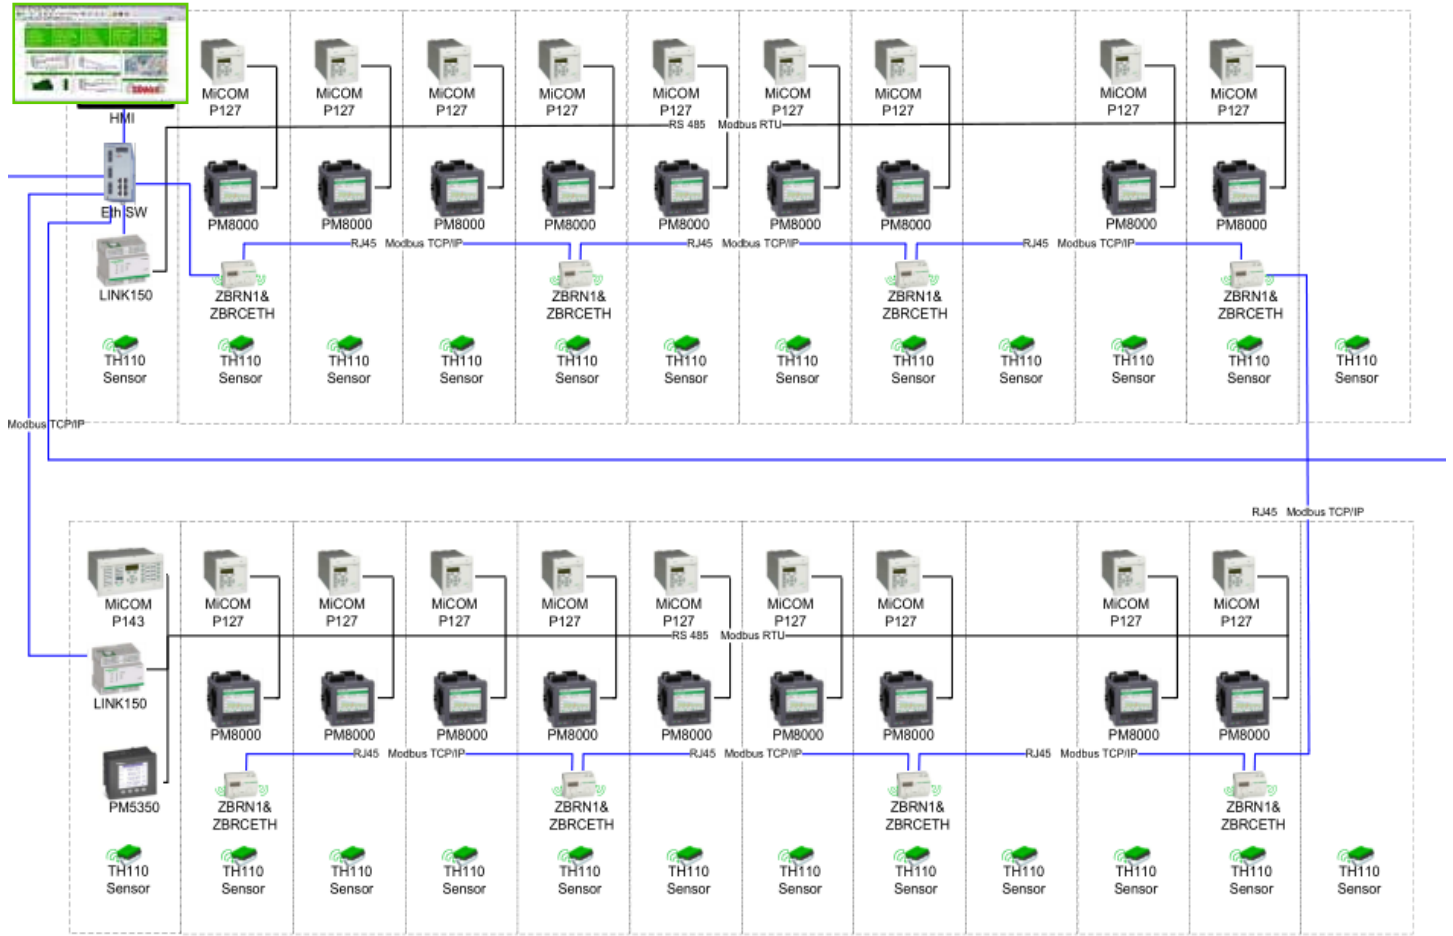 MiCOM MiCOM MiCOM MiCOM MiCOM MiCOM MiCOM MiCOM MiCOM
P127 P127 P127 P127 P127 P127 P127 P127 P127
HMI
RS 485 Modbus RTU
Eth SW
PM8000 PM8000 PM8000 PM8000 PM8000 PM8000 PM8000 PM8000 PM8000
RJ45 Modbus TCP/IP RJ45 Modbus TCP/IP RJ45 Modbus TCP/IP
LINK150 ZBRN1& ZBRN1& ZBRN1& ZBRN1&
ZBRCETH ZBRCETH ZBRCETH ZBRCETH
TH110 TH110 TH110 TH110 TH110 TH110 TH110 TH110 TH110 TH110 TH110 TH110
Sensor Sensor Sensor Sensor Sensor Sensor Sensor Sensor Sensor Sensor Sensor Sensor
Modbus TCP/IP
RJ45 Modbus TCP/IP
MiCOM MiCOM MiCOM MiCOM MiCOM MiCOM MiCOM MiCOM MiCOM MiCOM
P143 P127 P127 P127 P127 P127 P127 P127 P127 P127
RS 485 Modbus RTU
LINK150
PM8000 PM8000 PM8000 PM8000 PM8000 PM8000 PM8000 PM8000 PM8000
RJ45 Modbus TCP/IP RJ45 Modbus TCP/IP RJ45 Modbus TCP/IP
PM5350 ZBRN1& ZBRN1& ZBRN1& ZBRN1&
ZBRCETH ZBRCETH ZBRCETH ZBRCETH
TH110 TH110 TH110 TH110 TH110 TH110 TH110 TH110 TH110 TH110 TH110 TH110
Sensor Sensor Sensor Sensor Sensor Sensor Sensor Sensor Sensor Sensor Sensor Sensor